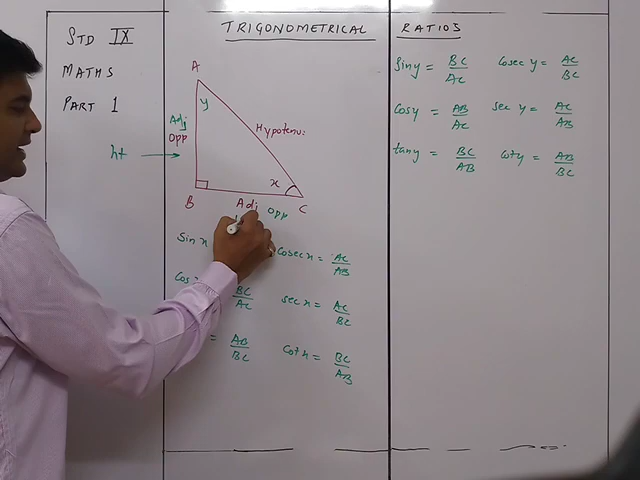 STD IX
MATHS
PART 1
ht
TRIGONOMETRICAL RATIOS
A
y
Adj
Opp
Hypotenu
x
B
C
Adj
Opp
Sin x
Cosec x = AC/AB
Cos
BC/AC
sec x = AC/BC
= AB/BC
Cot x = BC/AB
Sin y = BC/AC
Cosec y = AC/BC
Cos y = AB/AC
sec y = AC/AB
tan y = BC/AB
Cot y = AB/BC